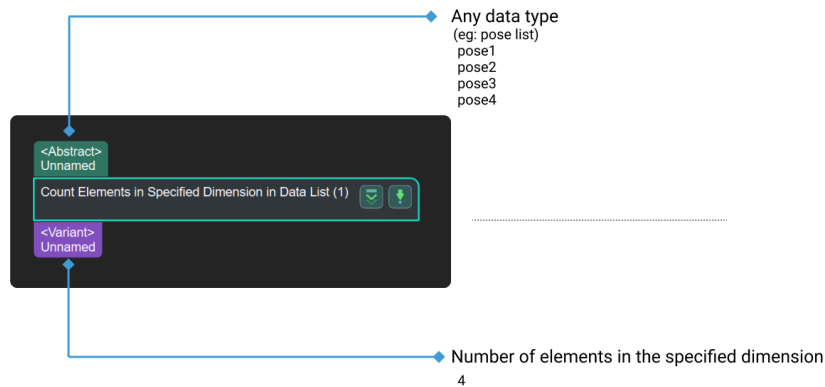 Any data type
(eg: pose list)
pose1
pose2
pose3
pose4
<Abstract>
Unnamed
Count Elements in Specified Dimension in Data List (1)
<Variant>
Unnamed
Number of elements in the specified dimension
4